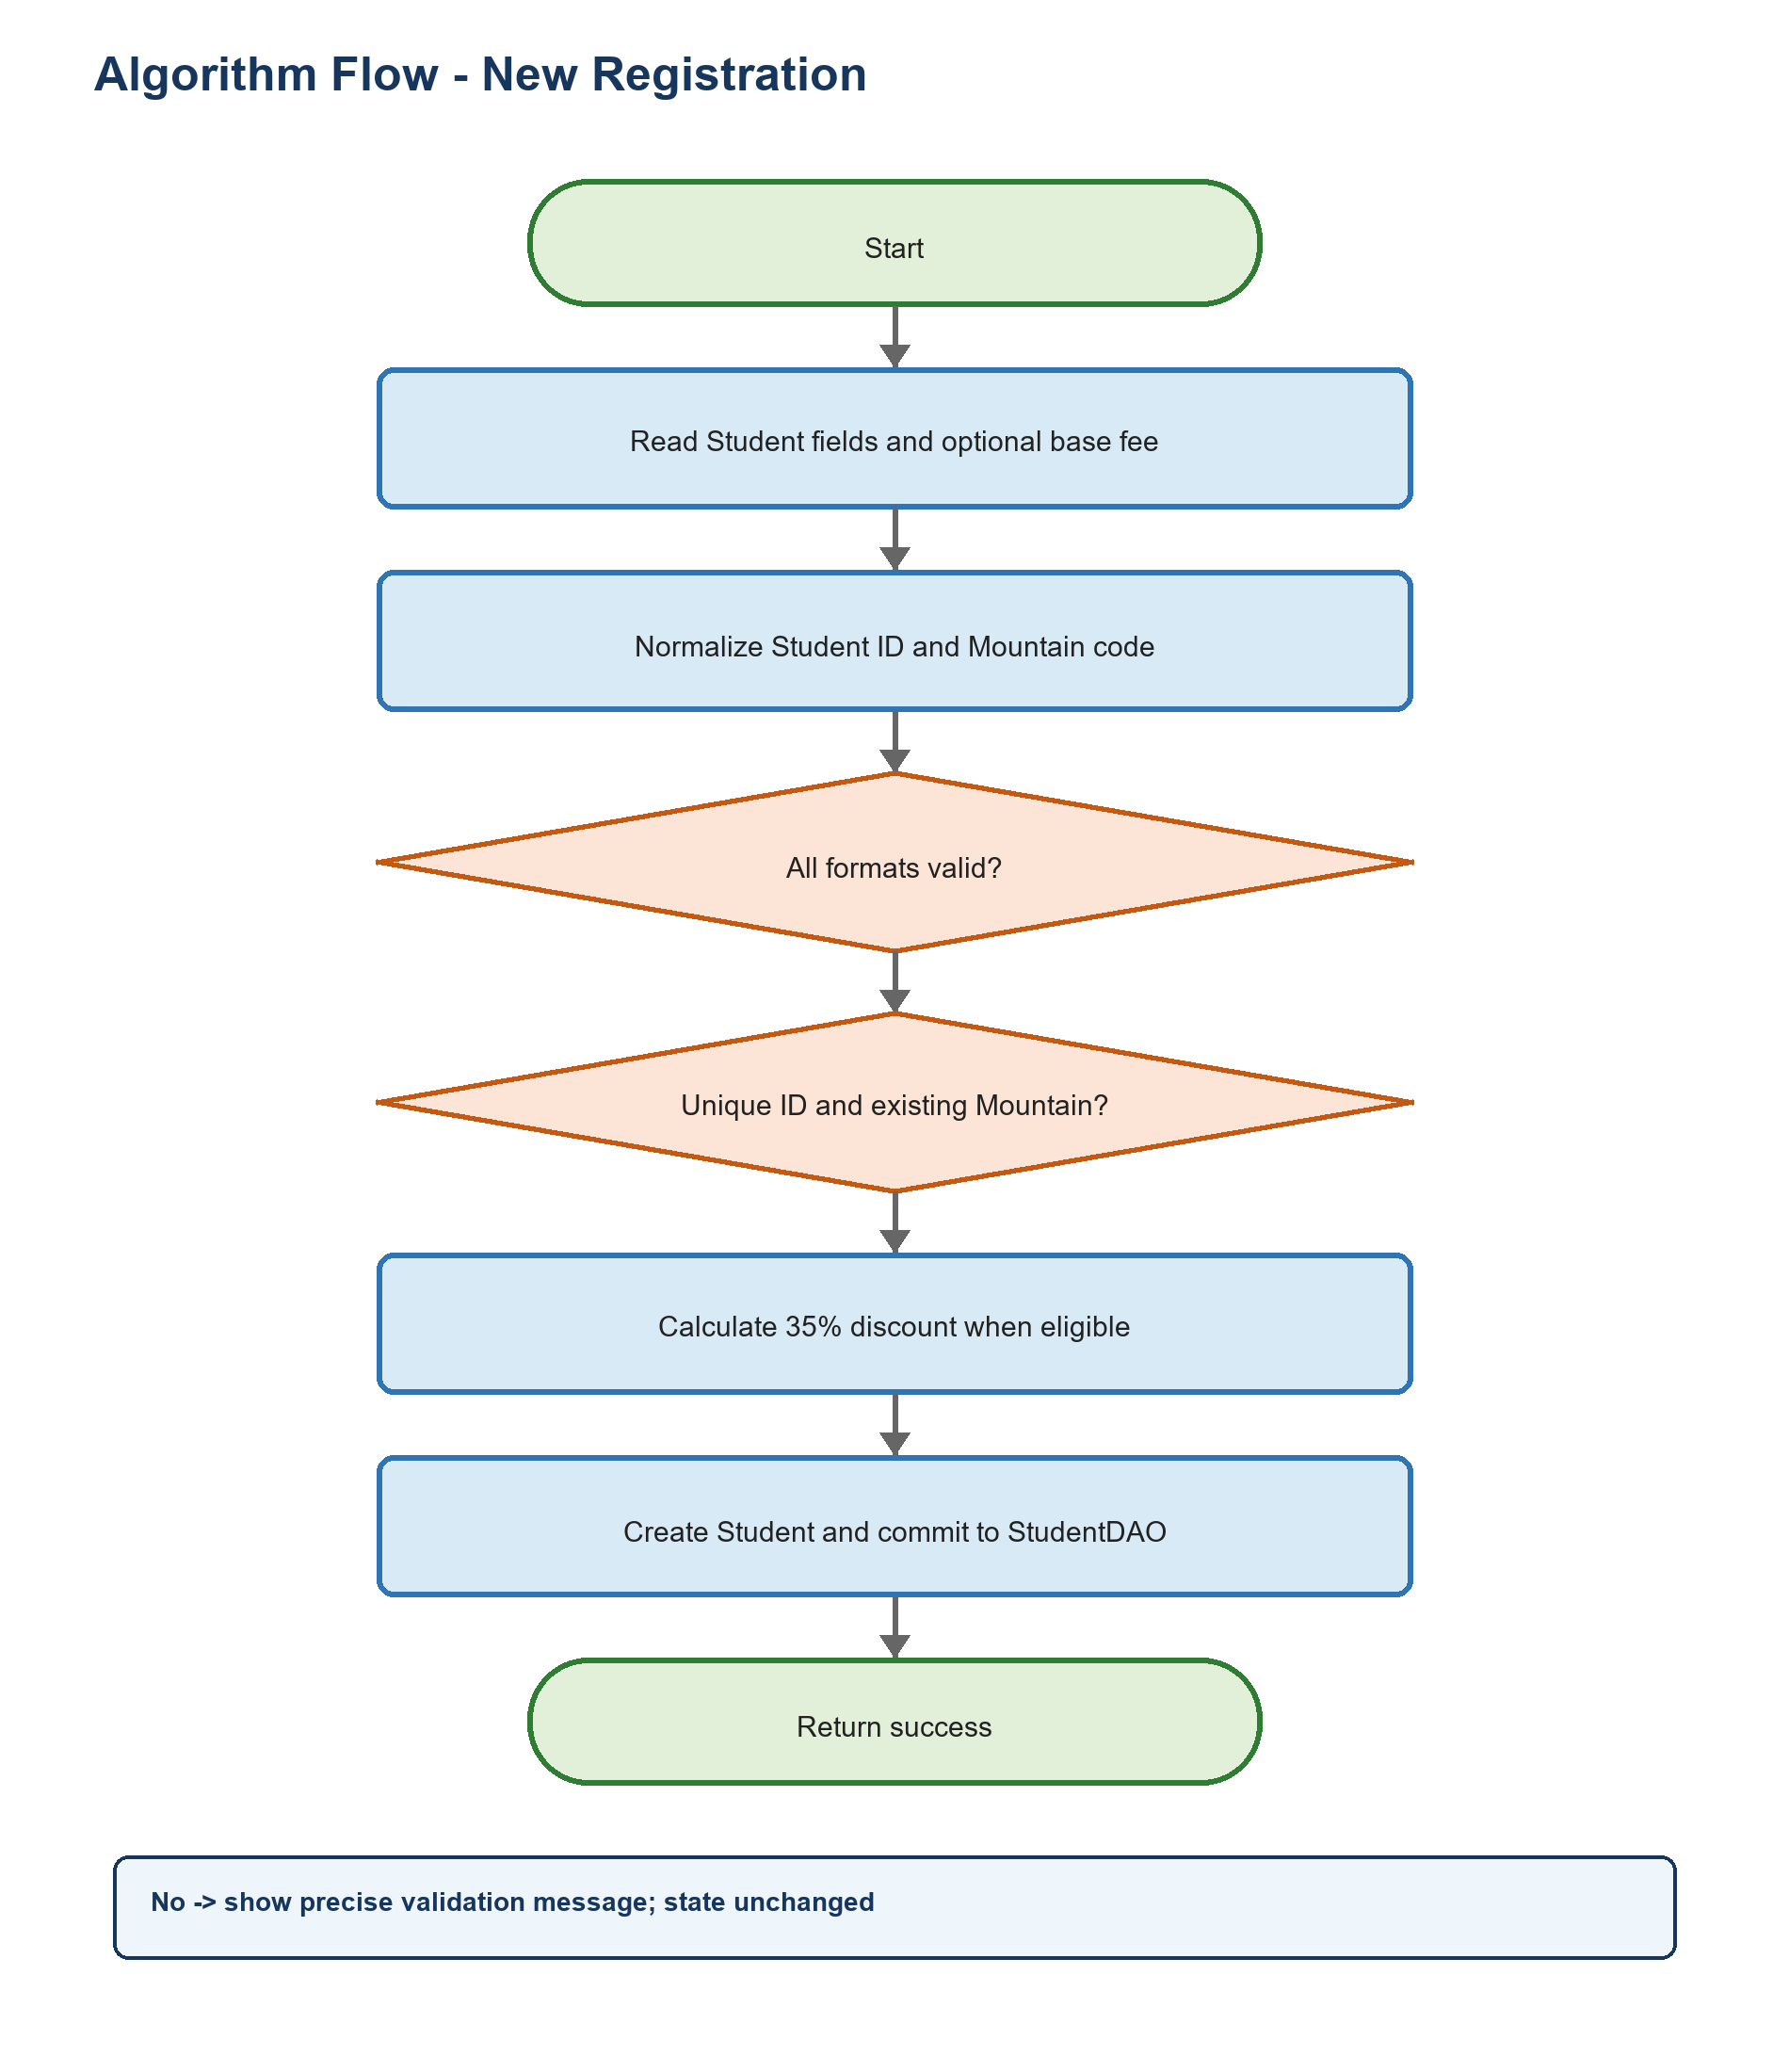 Algorithm Flow - New Registration
Start
Read Student fields and optional base fee
Normalize Student ID and Mountain code
All formats valid?
Unique ID and existing Mountain?
Calculate 35% discount when eligible
Create Student and commit to StudentDAO
Return success
No -> show precise validation message; state unchanged